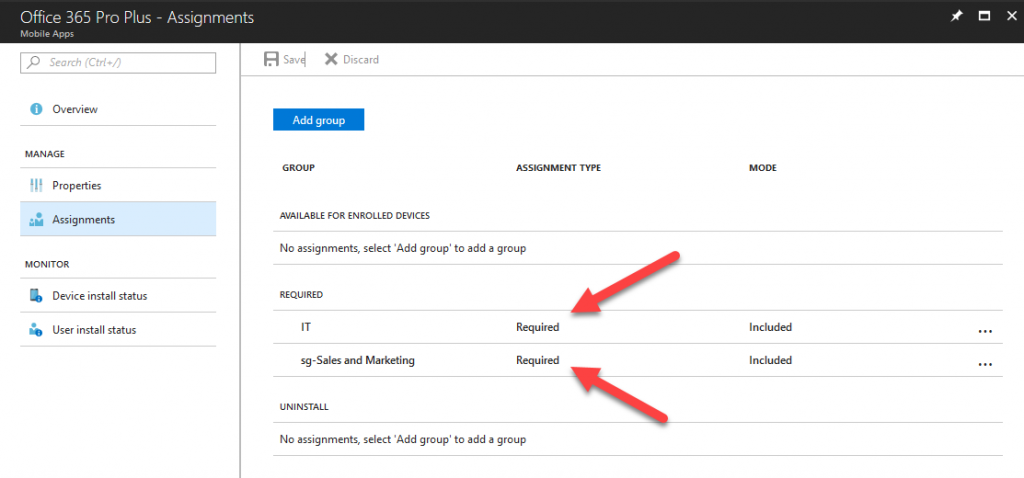 Office 365 Pro Plus - Assignments
Mobile Apps
Search (Ctrl+/)
Save
Discard
Overview
MANAGE
Properties
Assignments
MONITOR
Device install status
User install status
Add group
GROUP ASSIGNMENT TYPE MODE
AVAILABLE FOR ENROLLED DEVICES
No assignments, select 'Add group' to add a group
REQUIRED
IT Required Included ...
sg-Sales and Marketing Required Included ...
UNINSTALL
No assignments, select 'Add group' to add a group